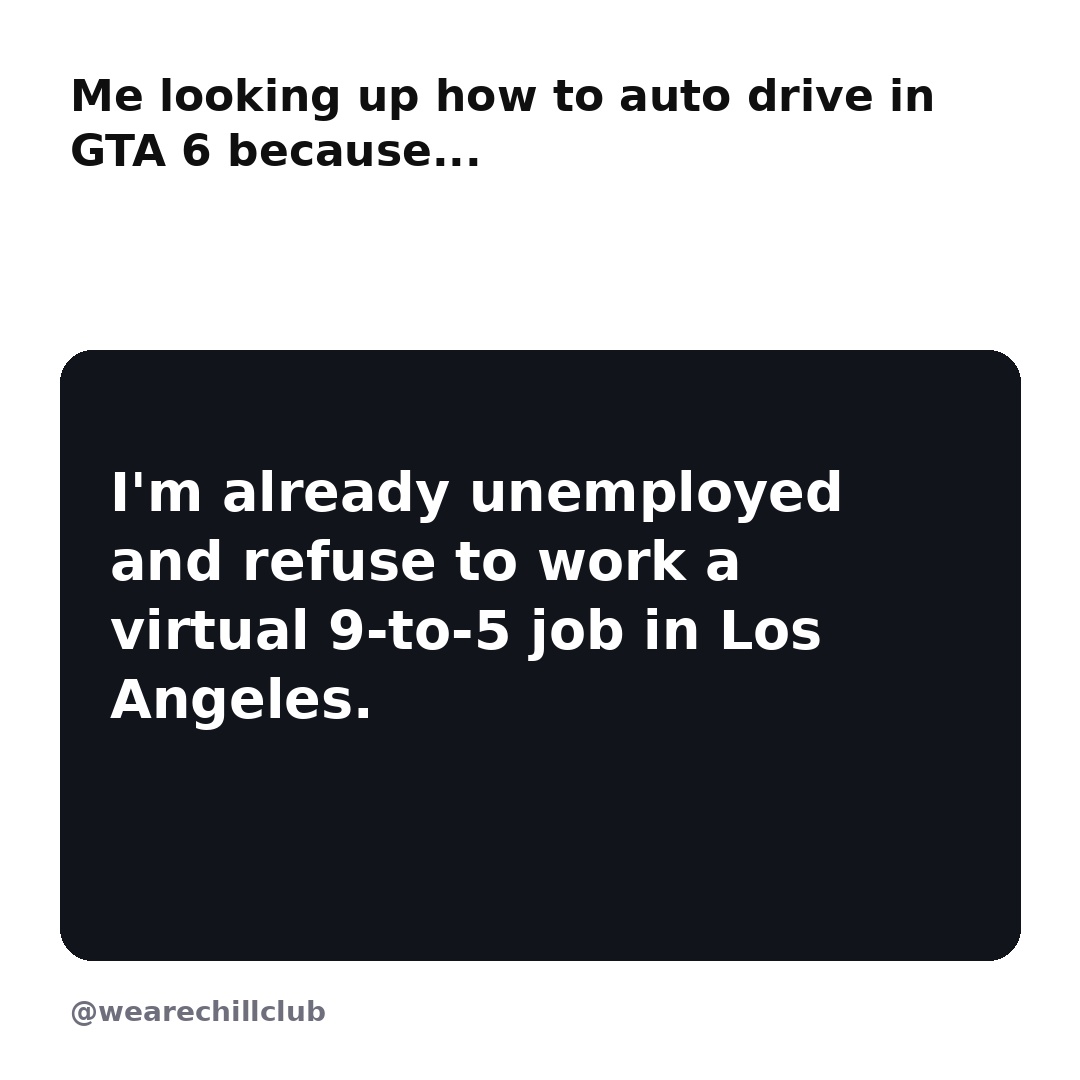 Me looking up how to auto drive in
GTA 6 because...
I'm already unemployed
and refuse to work a
virtual 9-to-5 job in Los
Angeles.
@wearechillclub